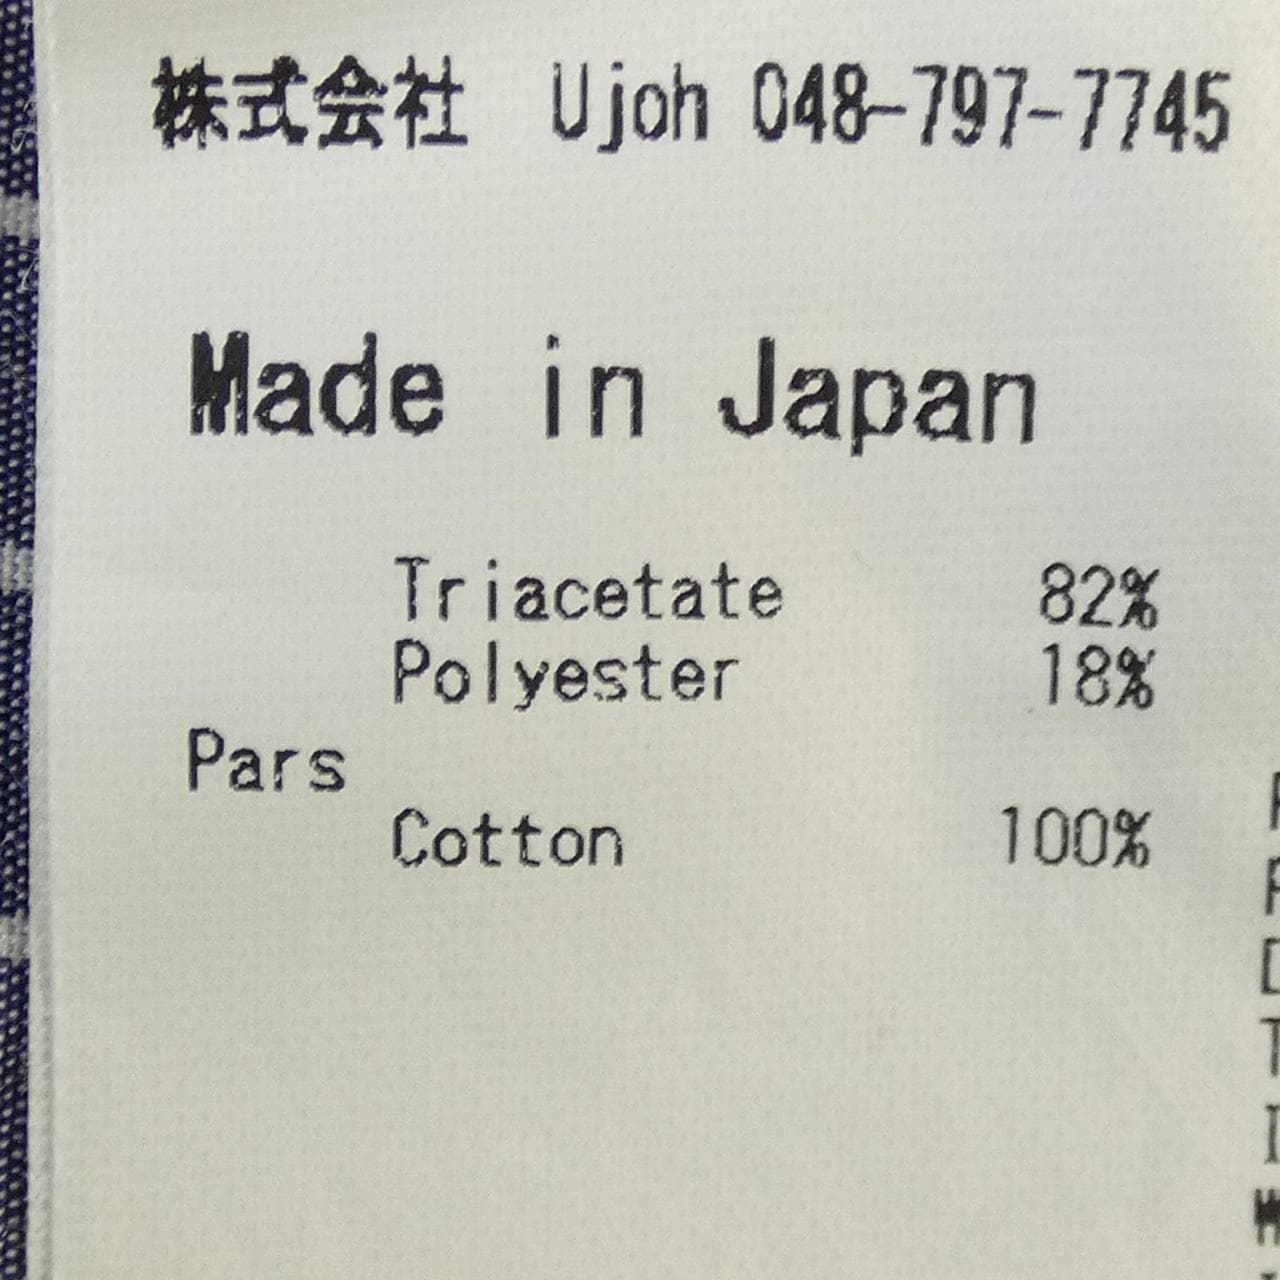 株式会社 Ujoh 048-797-7745
Made in Japan
Triacetate 82%
Polyester 18%
Pars
Cotton 100%